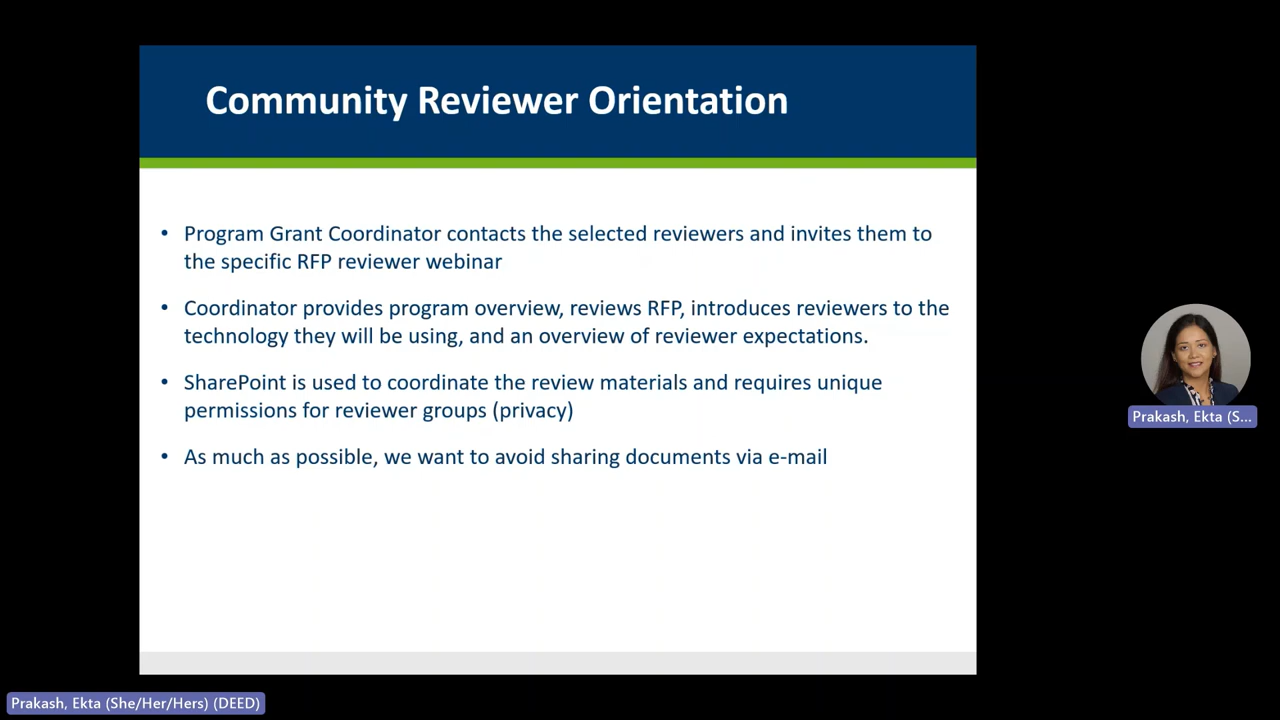 Community Reviewer Orientation
• Program Grant Coordinator contacts the selected reviewers and invites them to
the specific RFP reviewer webinar
• Coordinator provides program overview, reviews RFP, introduces reviewers to the
technology they will be using, and an overview of reviewer expectations.
• SharePoint is used to coordinate the review materials and requires unique
permissions for reviewer groups (privacy)
• As much as possible, we want to avoid sharing documents via e-mail
Prakash, Ekta (S...
Prakash, Ekta (She/Her/Hers) (DEED)